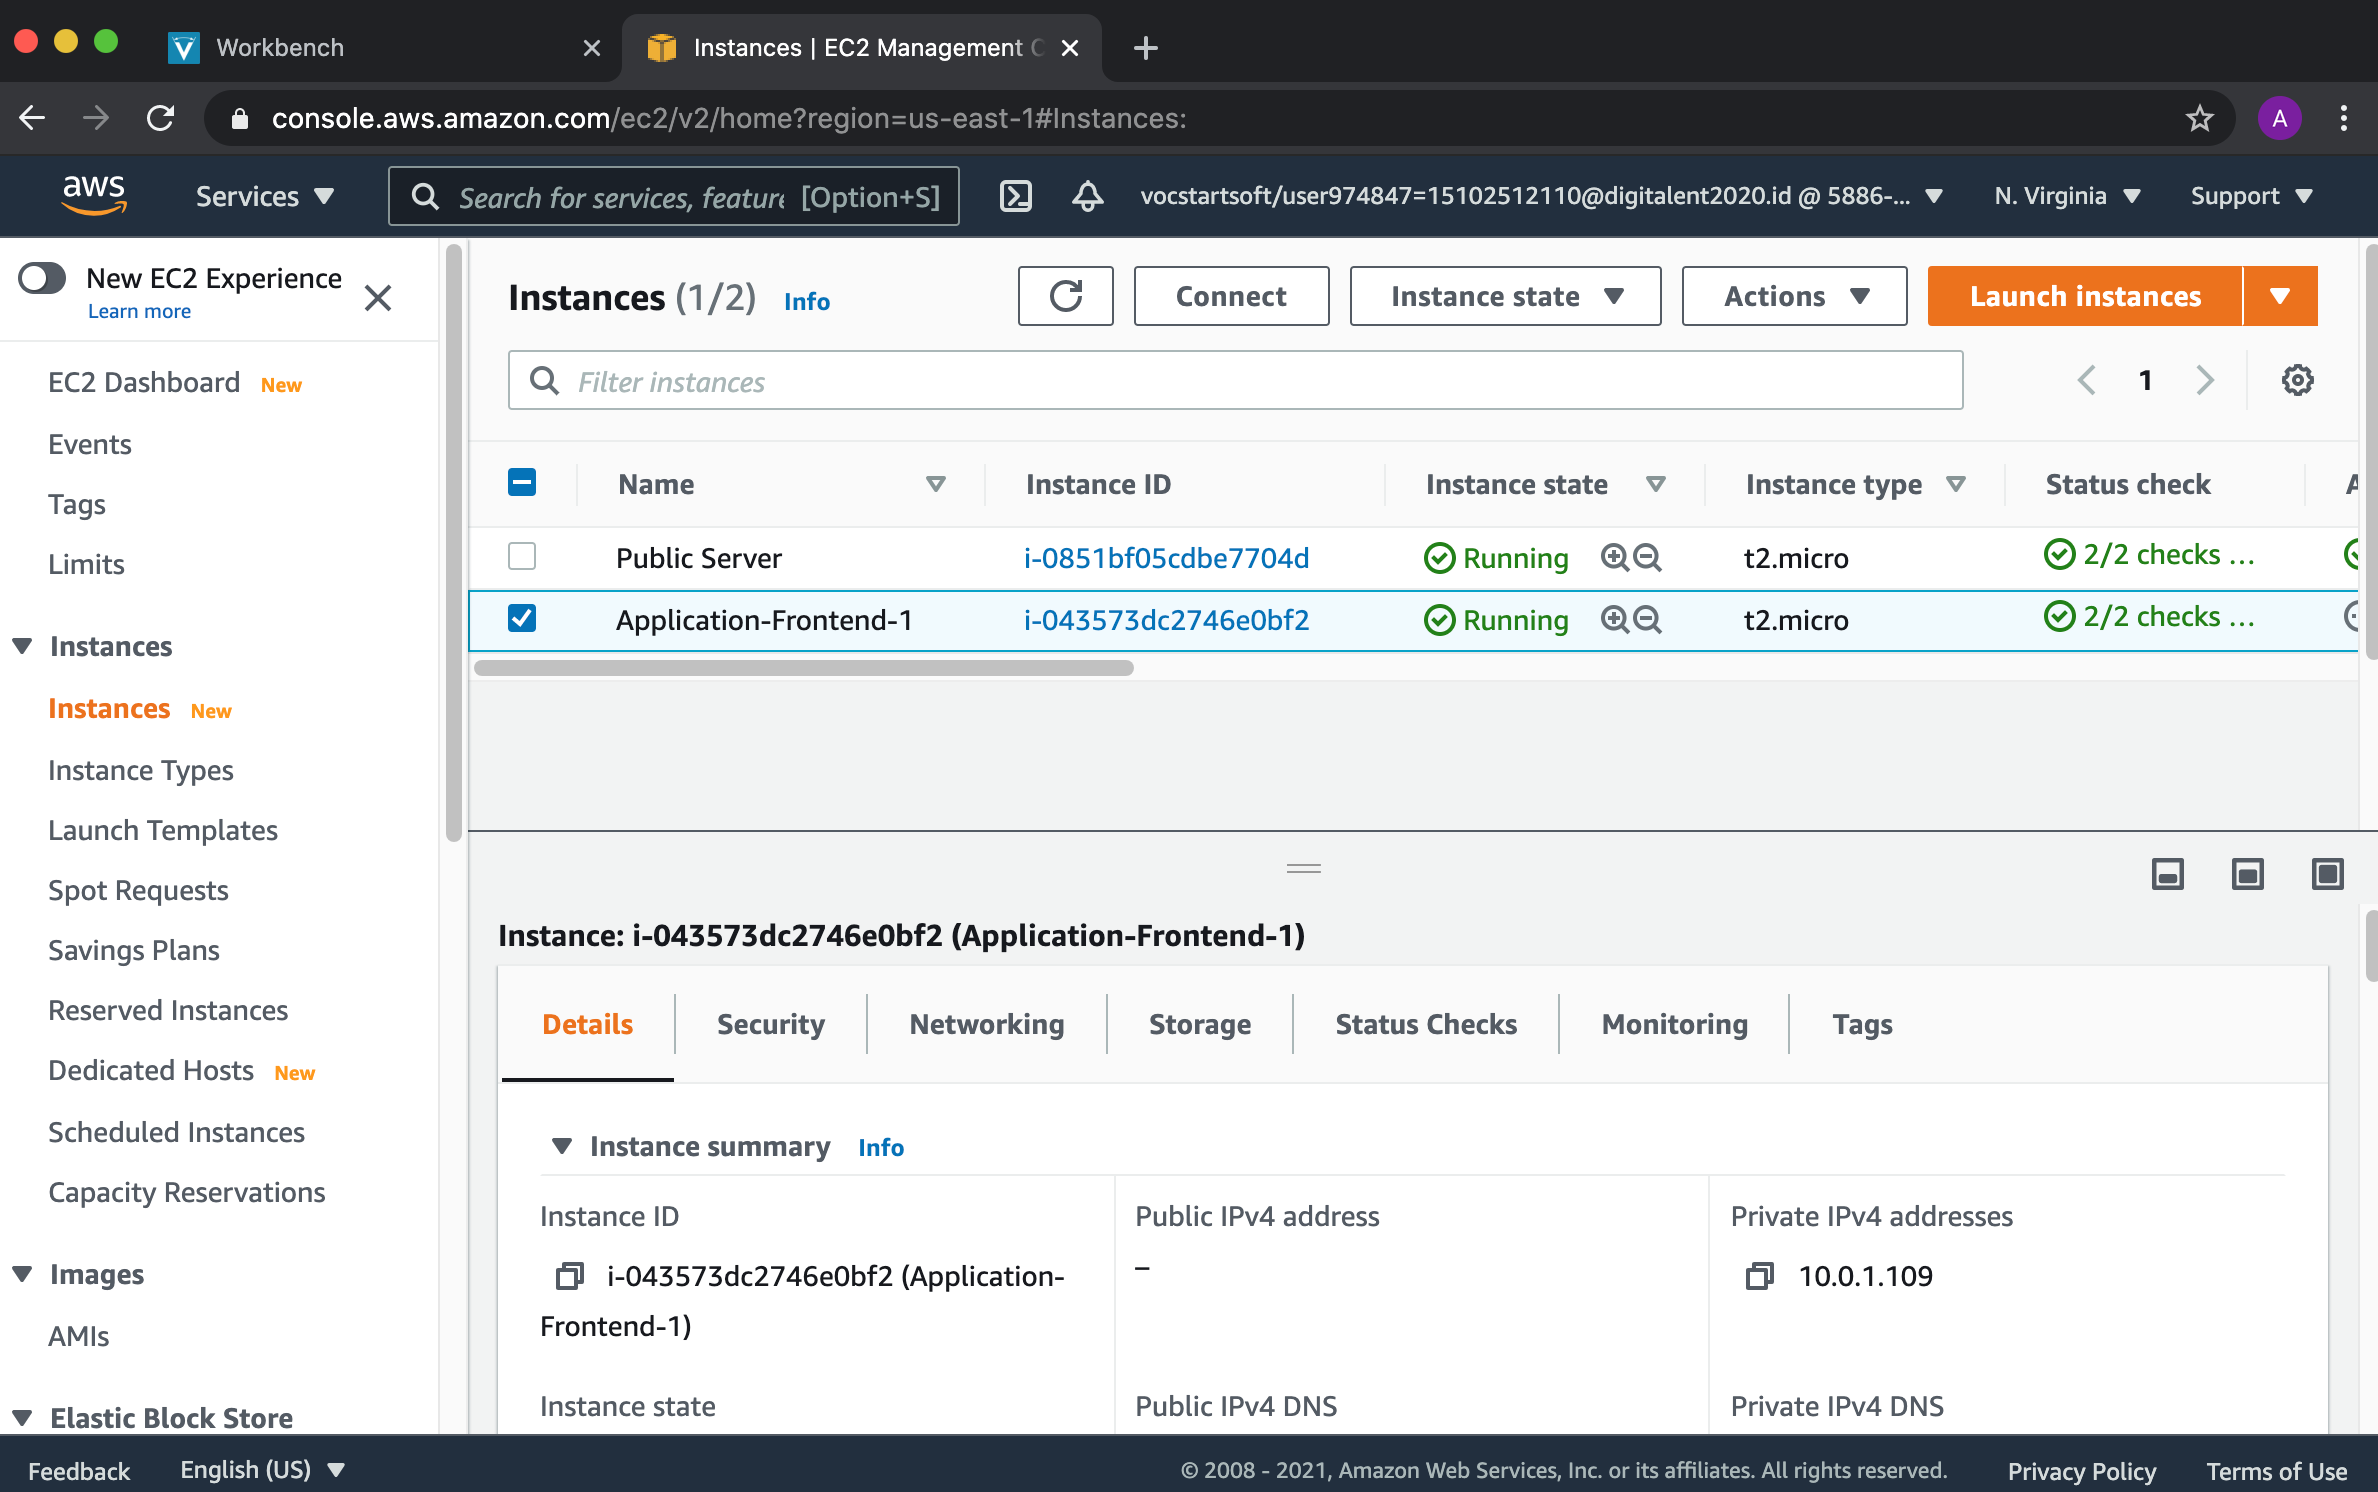 Workbench
Instances | EC2 Management C
console.aws.amazon.com/ec2/v2/home?region=us-east-1#Instances:
A
aws
Services
Search for services, feature [Option+S]
vocstartsoft/user974847=15102512110@digitalent2020.id @ 5886-...
N. Virginia
Support
New EC2 Experience
Learn more
EC2 Dashboard New
Events
Tags
Limits
Instances
Instances New
Instance Types
Launch Templates
Spot Requests
Savings Plans
Reserved Instances
Dedicated Hosts New
Scheduled Instances
Capacity Reservations
Images
AMIs
Elastic Block Store
Instances (1/2) Info
Connect
Instance state
Actions
Launch instances
Filter instances
1
Name Instance ID Instance state Instance type Status check
Public Server i-0851bf05cdbe7704d Running t2.micro 2/2 checks ...
Application-Frontend-1 i-043573dc2746e0bf2 Running t2.micro 2/2 checks ...
Instance: i-043573dc2746e0bf2 (Application-Frontend-1)
Details Security Networking Storage Status Checks Monitoring Tags
Instance summary Info
Instance ID
i-043573dc2746e0bf2 (Application-
Frontend-1)
Public IPv4 address
–
Private IPv4 addresses
10.0.1.109
Instance state
Public IPv4 DNS
Private IPv4 DNS
Feedback
English (US)
© 2008 - 2021, Amazon Web Services, Inc. or its affiliates. All rights reserved.
Privacy Policy
Terms of Use